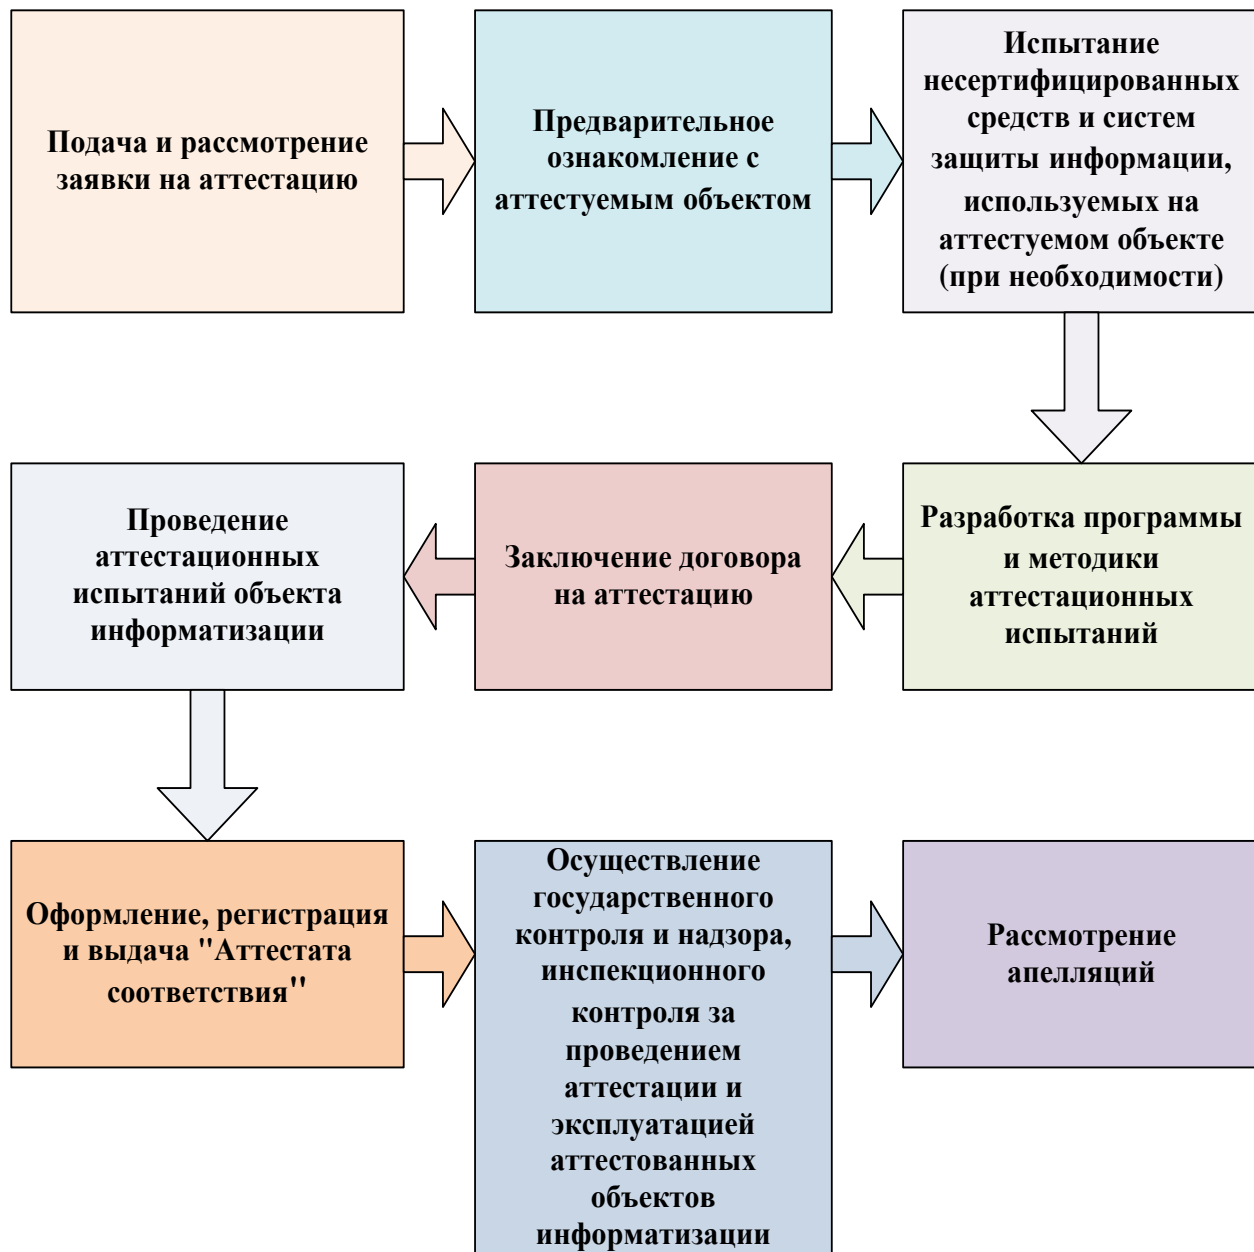 Подача и рассмотрение
заявки на аттестацию
Предварительное
ознакомление с
аттестуемым объектом
Испытание
несертифицированных
средств и систем
защиты информации,
используемых на
аттестуемом объекте
(при необходимости)
Разработка программы
и методики
аттестационных
испытаний
Заключение договора
на аттестацию
Проведение
аттестационных
испытаний объекта
информатизации
Оформление, регистрация
и выдача "Аттестата
соответствия"
Осуществление
государственного
контроля и надзора,
инспекционного
контроля за
проведением
аттестации и
эксплуатацией
аттестованных
объектов
информатизации
Рассмотрение
апелляций